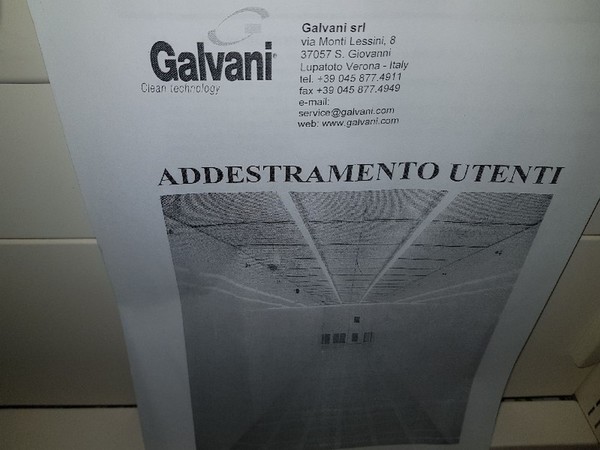 Galvani
Clean technology
Galvani srl
via Monti Lessini, 8
37057 S. Giovanni
Lupatoto Verona - Italy
tel. +39 045 877.4911
fax +39 045 877.4949
e-mail:
service@galvani.com
web: www.galvani.com
ADDESTRAMENTO UTENTI